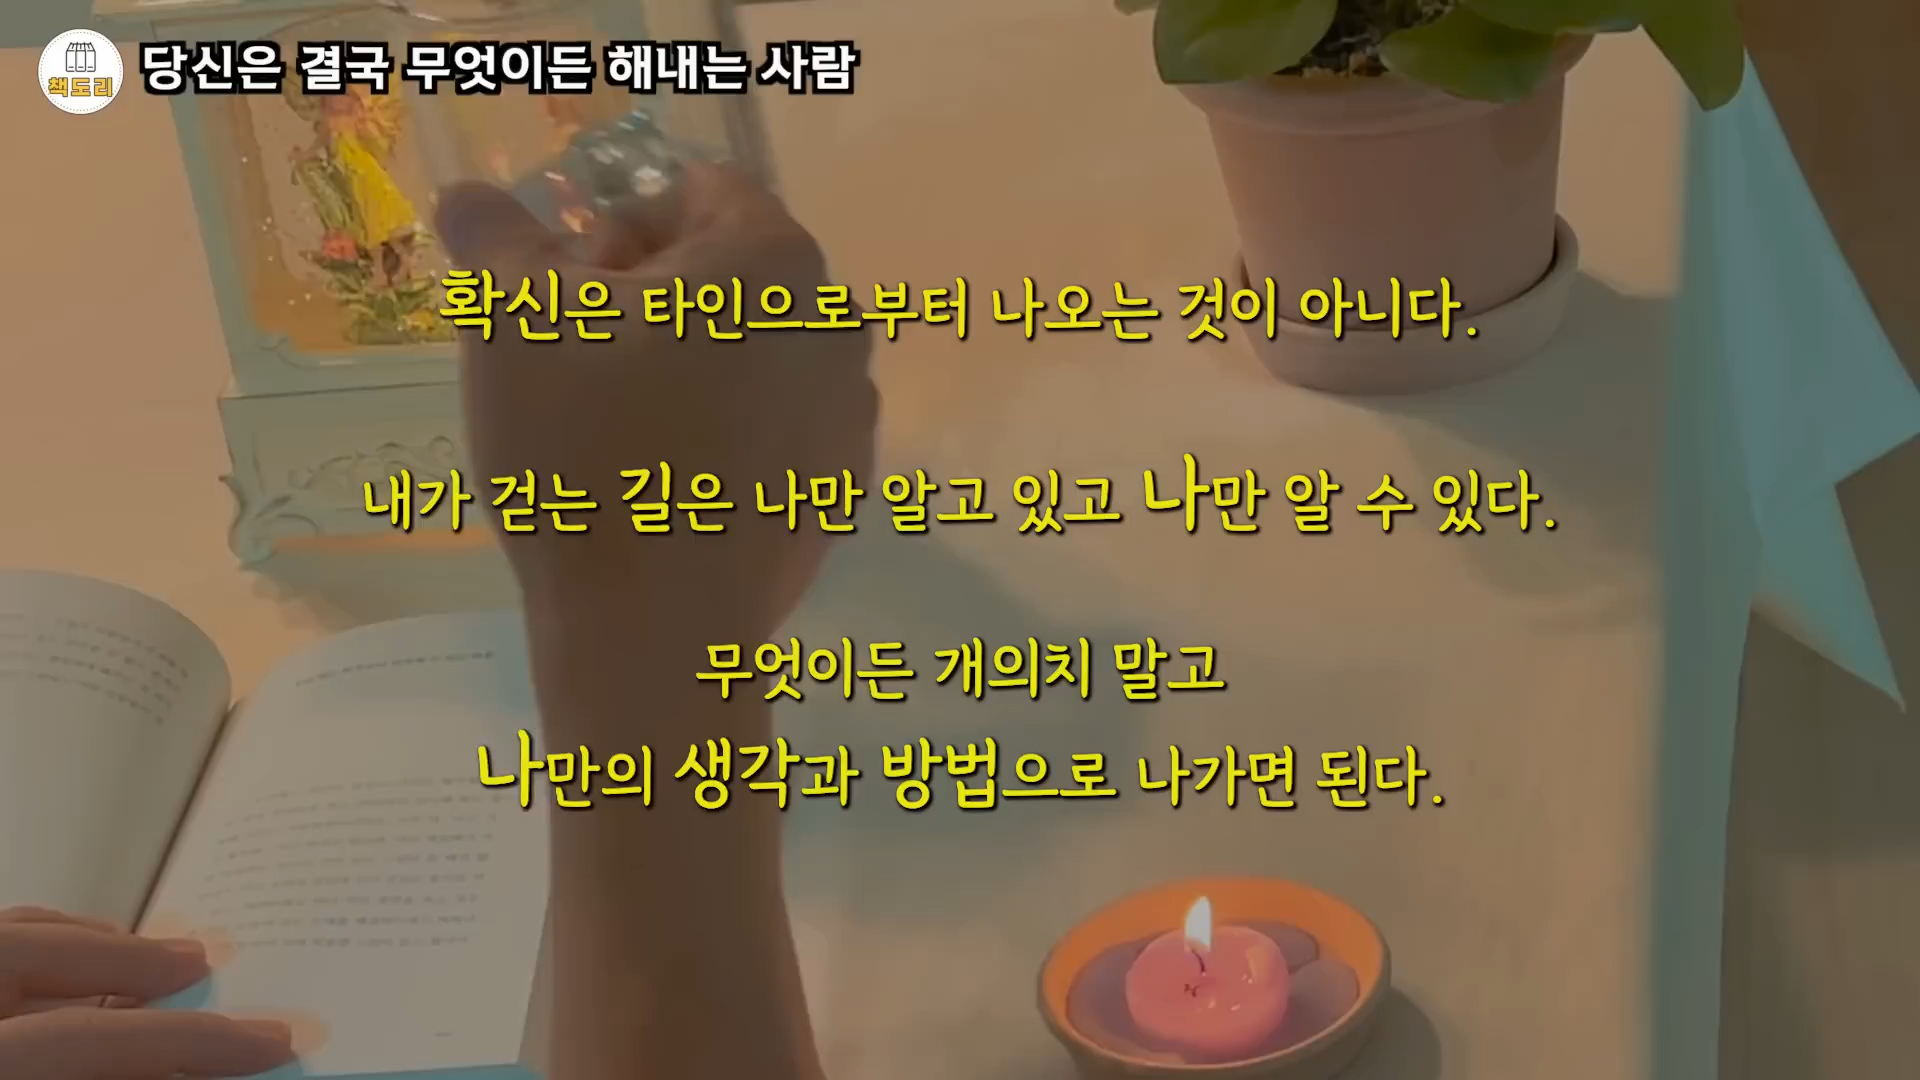 책도리
당신은 결국 무엇이든 해내는 사람
확신은 타인으로부터 나오는 것이 아니다.
내가 걷는 길은 나만 알고 있고 나만 알 수 있다.
무엇이든 개의치 말고
나만의 생각과 방법으로 나가면 된다.